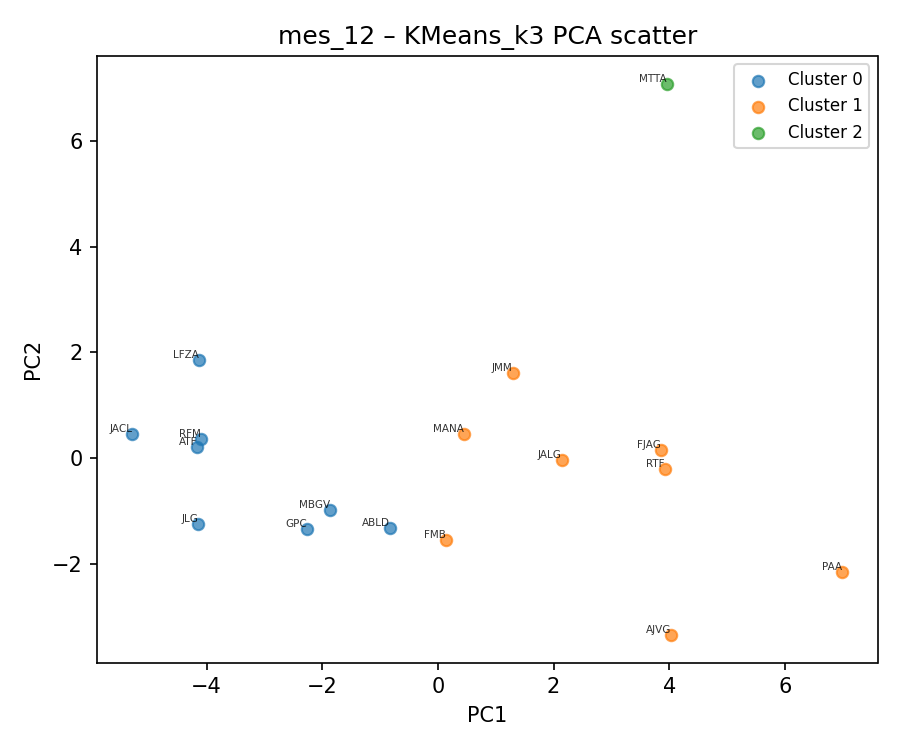 mes_12 – KMeans_k3 PCA scatter
MTTA
Cluster 0
Cluster 1
Cluster 2
6
4
PC2
2
0
−2
LFZA
JMM
JACL
RFM
MANA
FJAG
JALG
RTF
MBGV
JLG
GPC
ABLD
FMB
PAA
AJVG
−4
−2
0
2
4
6
PC1